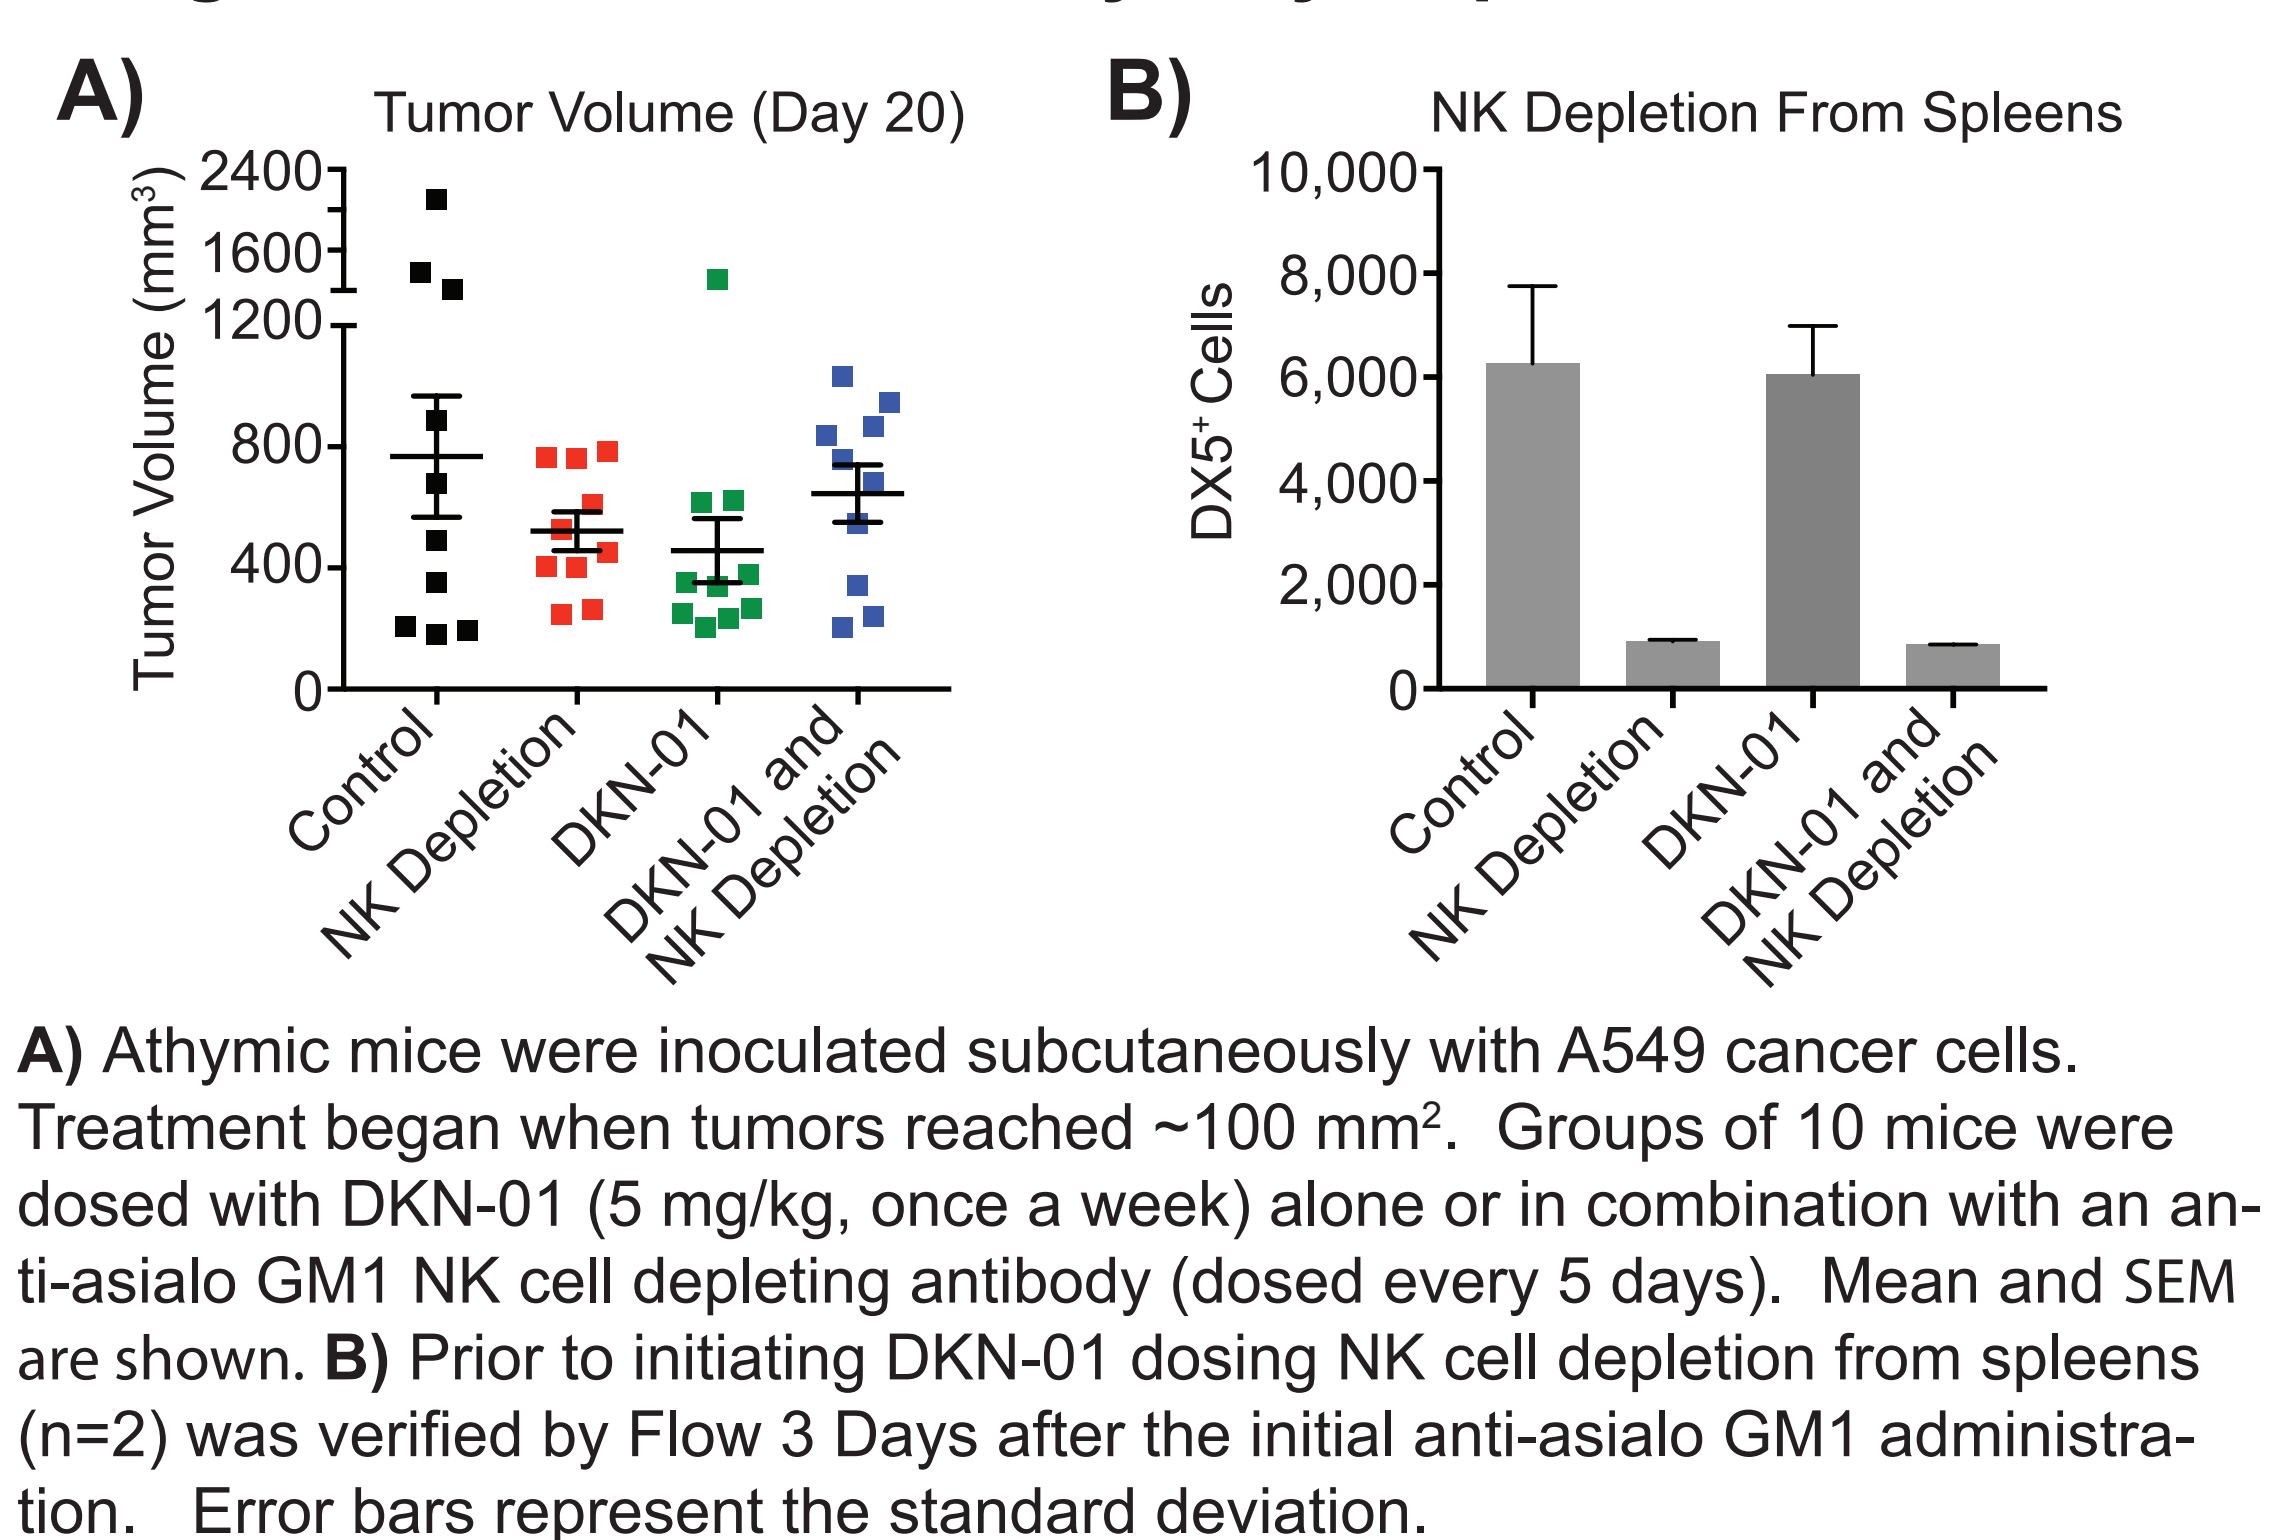 A)
Tumor Volume (Day 20)
Tumor Volume (mm³)
2400
1600
1200
800
400
0
Control
NK Depletion
DKN-01
DKN-01 and
NK Depletion
B)
NK Depletion From Spleens
DX5⁺ Cells
10,000
8,000
6,000
4,000
2,000
0
Control
NK Depletion
DKN-01
DKN-01 and
NK Depletion
A) Athymic mice were inoculated subcutaneously with A549 cancer cells.
Treatment began when tumors reached ~100 mm². Groups of 10 mice were
dosed with DKN-01 (5 mg/kg, once a week) alone or in combination with an an-
ti-asialo GM1 NK cell depleting antibody (dosed every 5 days). Mean and SEM
are shown. B) Prior to initiating DKN-01 dosing NK cell depletion from spleens
(n=2) was verified by Flow 3 Days after the initial anti-asialo GM1 administra-
tion. Error bars represent the standard deviation.